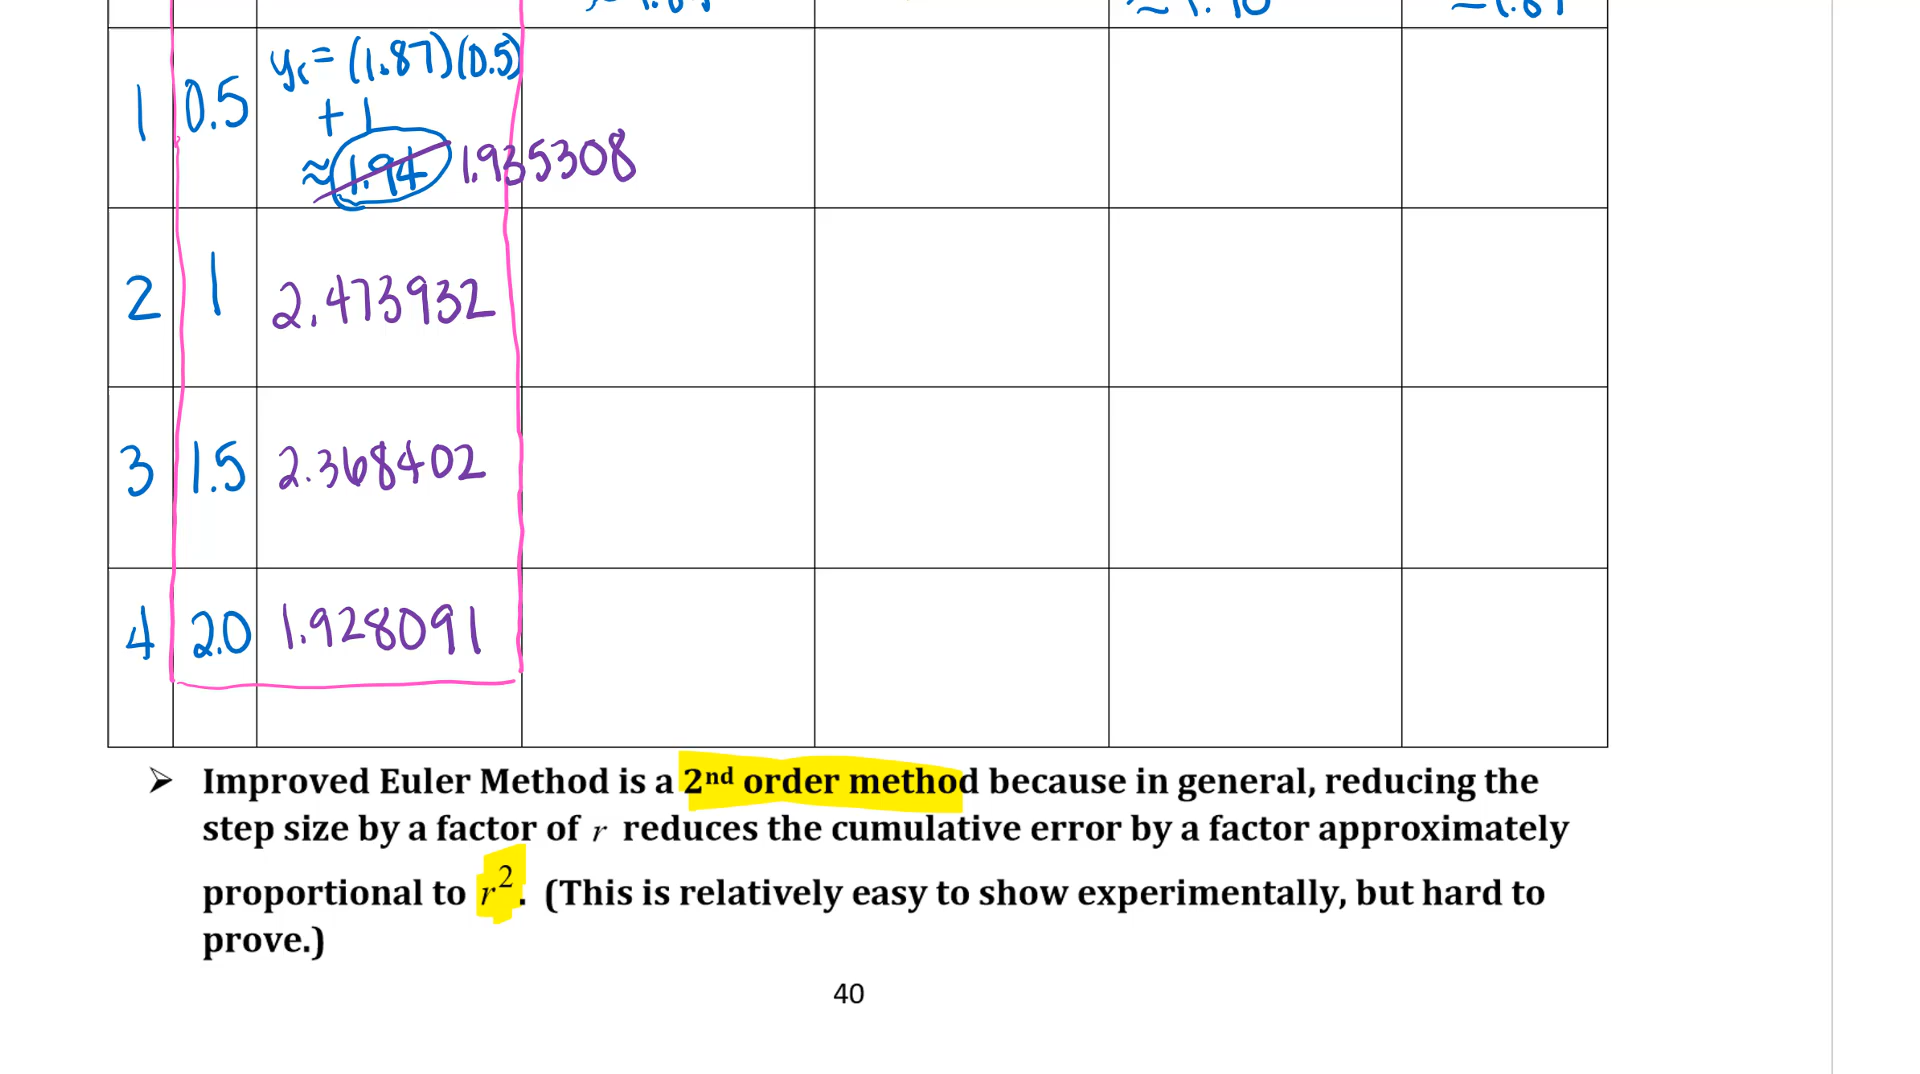 1 0.5 y₁ = (1.87)(0.5)
+ 1
≈ 1.94 1.935308
2 1 2.473932
3 1.5 2.368402
4 2.0 1.928091
➢ Improved Euler Method is a 2nd order method because in general, reducing the
step size by a factor of r reduces the cumulative error by a factor approximately
proportional to r². (This is relatively easy to show experimentally, but hard to
prove.)
40